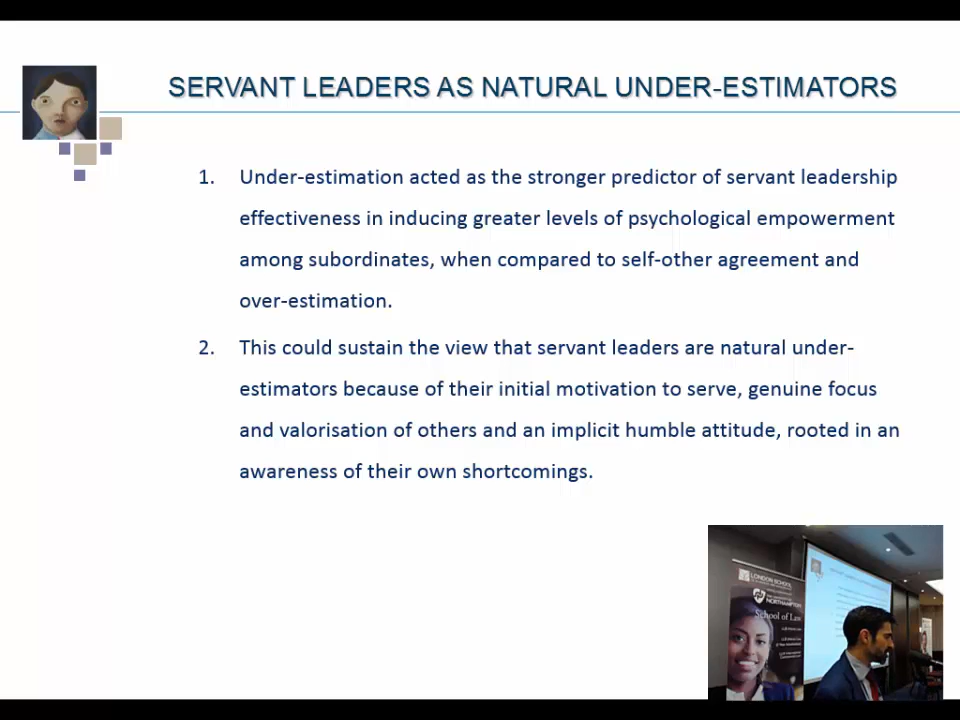 SERVANT LEADERS AS NATURAL UNDER-ESTIMATORS
1. Under-estimation acted as the stronger predictor of servant leadership
effectiveness in inducing greater levels of psychological empowerment
among subordinates, when compared to self-other agreement and
over-estimation.
2. This could sustain the view that servant leaders are natural under-
estimators because of their initial motivation to serve, genuine focus
and valorisation of others and an implicit humble attitude, rooted in an
awareness of their own shortcomings.
LONDON SCHOOL
NORTHAMPTON
School of Law